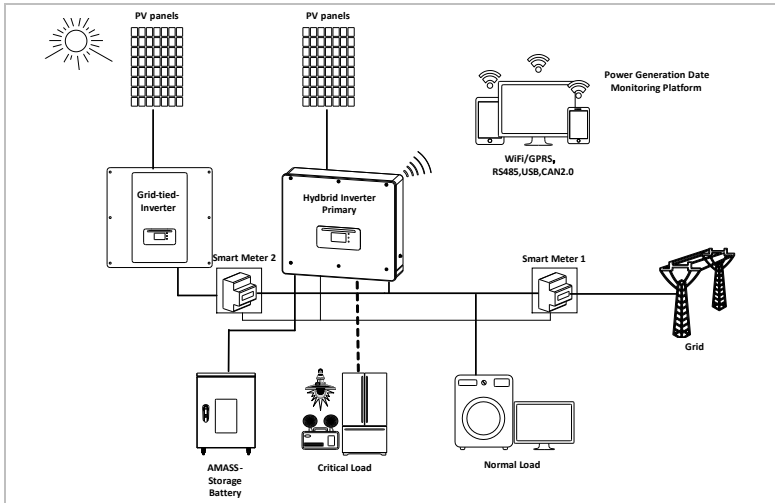 PV panels
PV panels
Power Generation Date
Monitoring Platform
WiFi/GPRS,
RS485,USB,CAN2.0
Grid-tied-
Inverter
Hydbrid Inverter
Primary
Smart Meter 2
Smart Meter 1
Grid
AMASS-
Storage
Battery
Critical Load
Normal Load